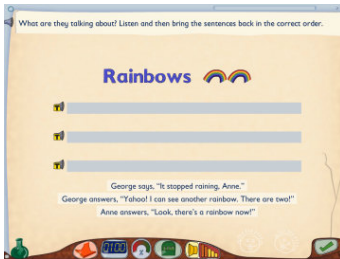 What are they talking about? Listen and then bring the sentences back in the correct order.
Rainbows
George says, "It stopped raining, Anne."
George answers, "Yahoo! I can see another rainbow. There are two!"
Anne answers, "Look, there's a rainbow now!"